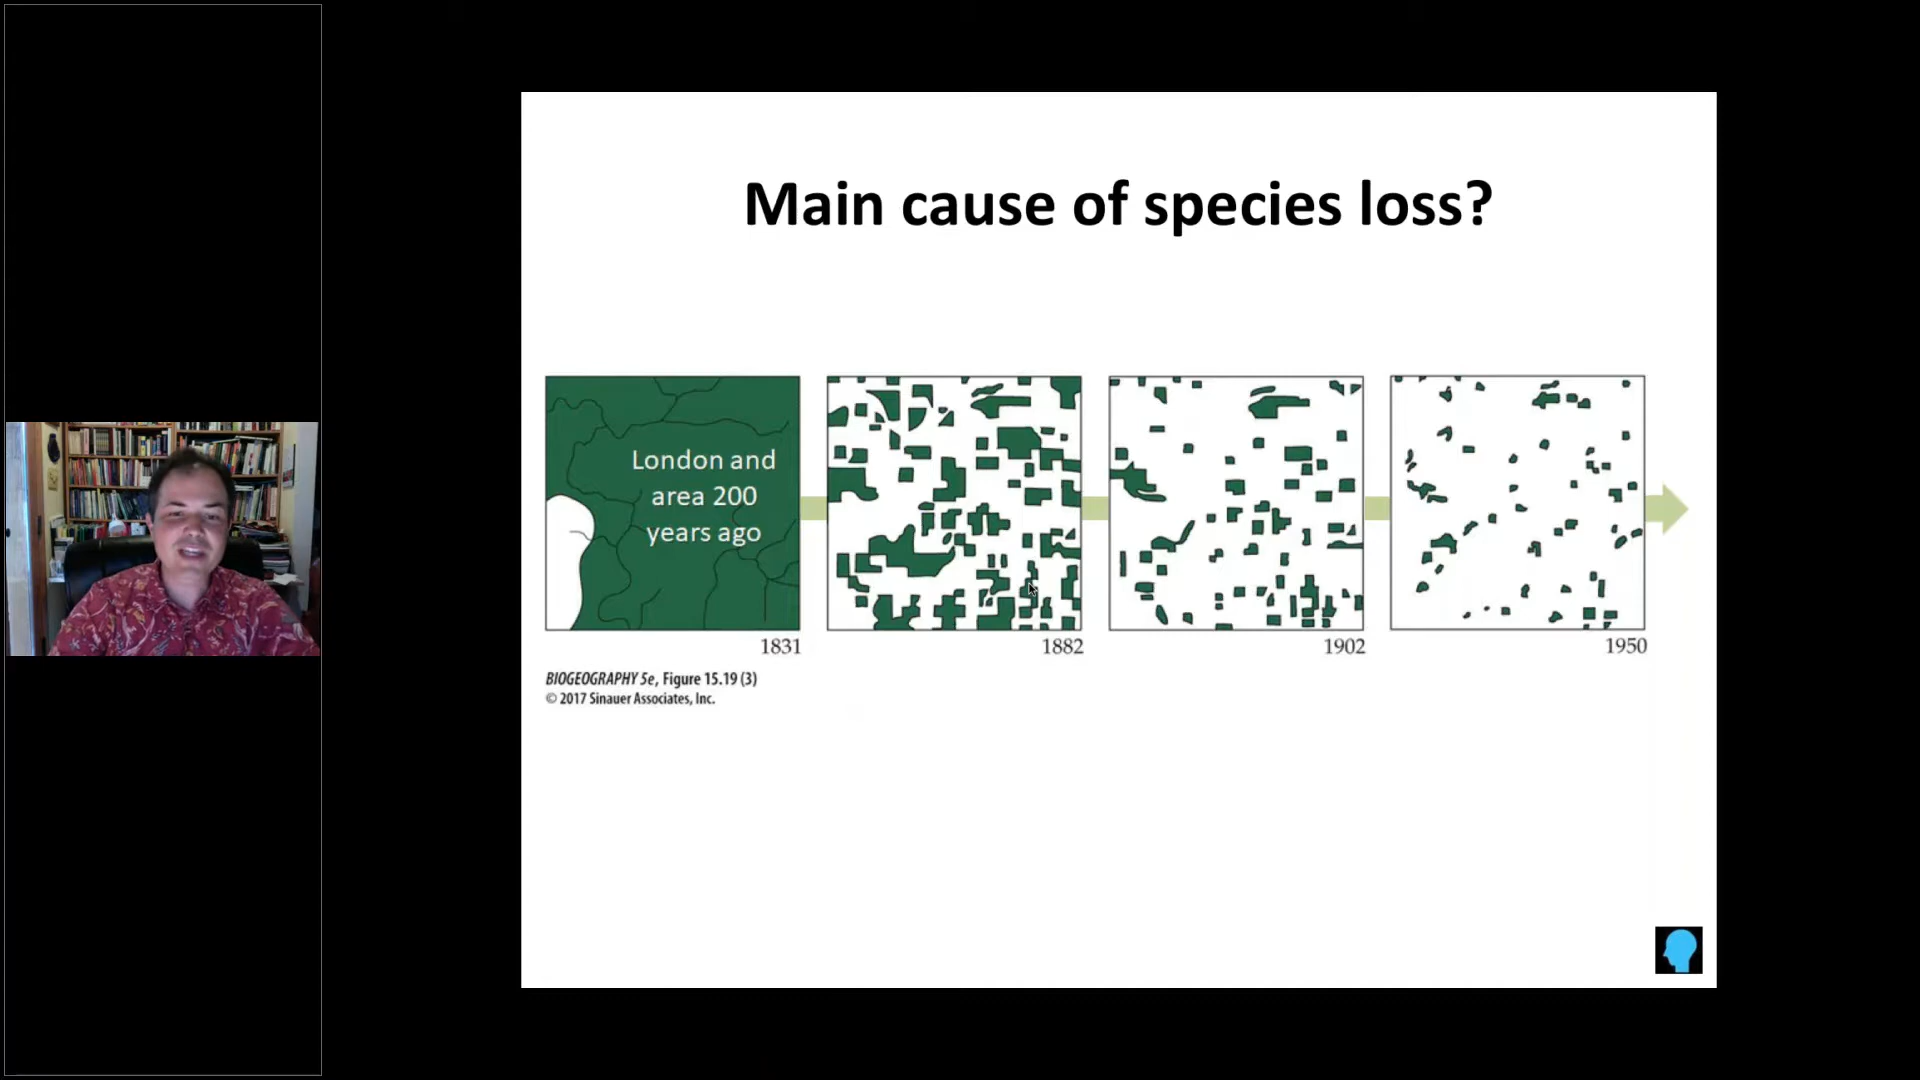 Main cause of species loss?
London and
area 200
years ago
1831
1882
1902
1950
BIOGEOGRAPHY 5e, Figure 15.19 (3)
© 2017 Sinauer Associates, Inc.